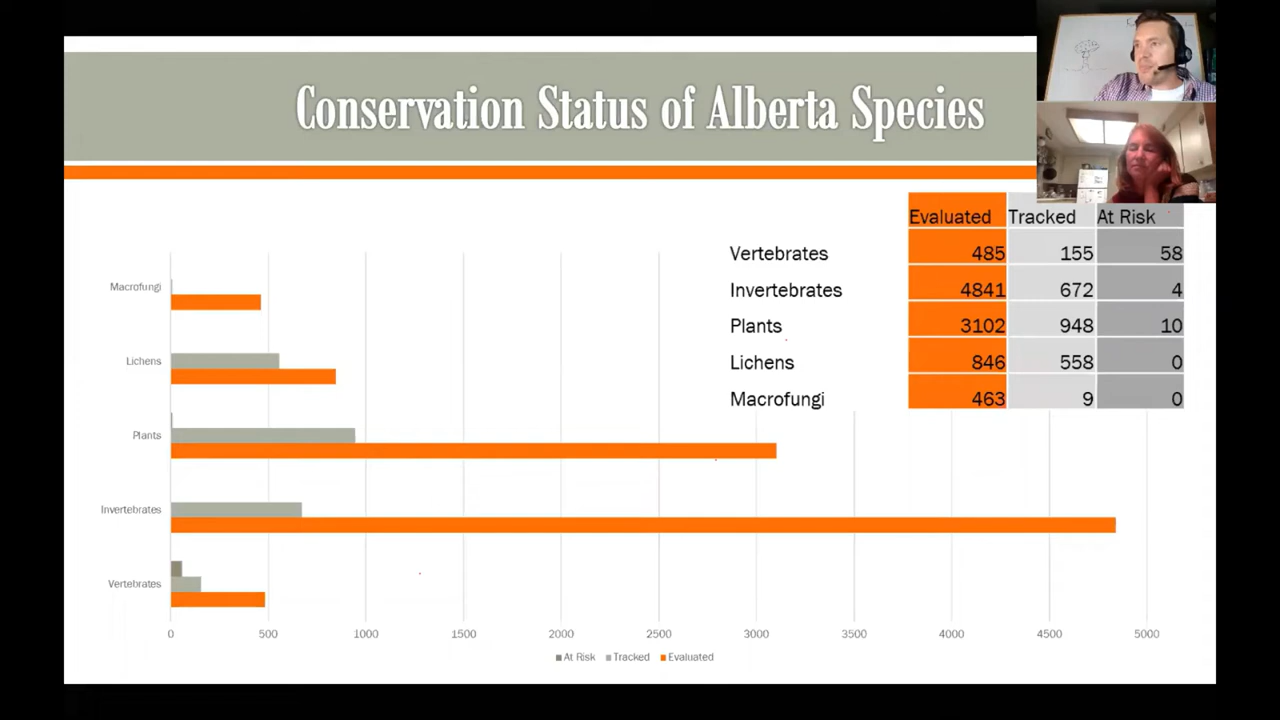 Conservation Status of Alberta Species
Evaluated Tracked At Risk
Vertebrates 485 155 58
Invertebrates 4841 672 4
Plants 3102 948 10
Lichens 846 558 0
Macrofungi 463 9 0
Macrofungi
Lichens
Plants
Invertebrates
Vertebrates
0 500 1000 1500 2000 2500 3000 3500 4000 4500 5000
At Risk Tracked Evaluated